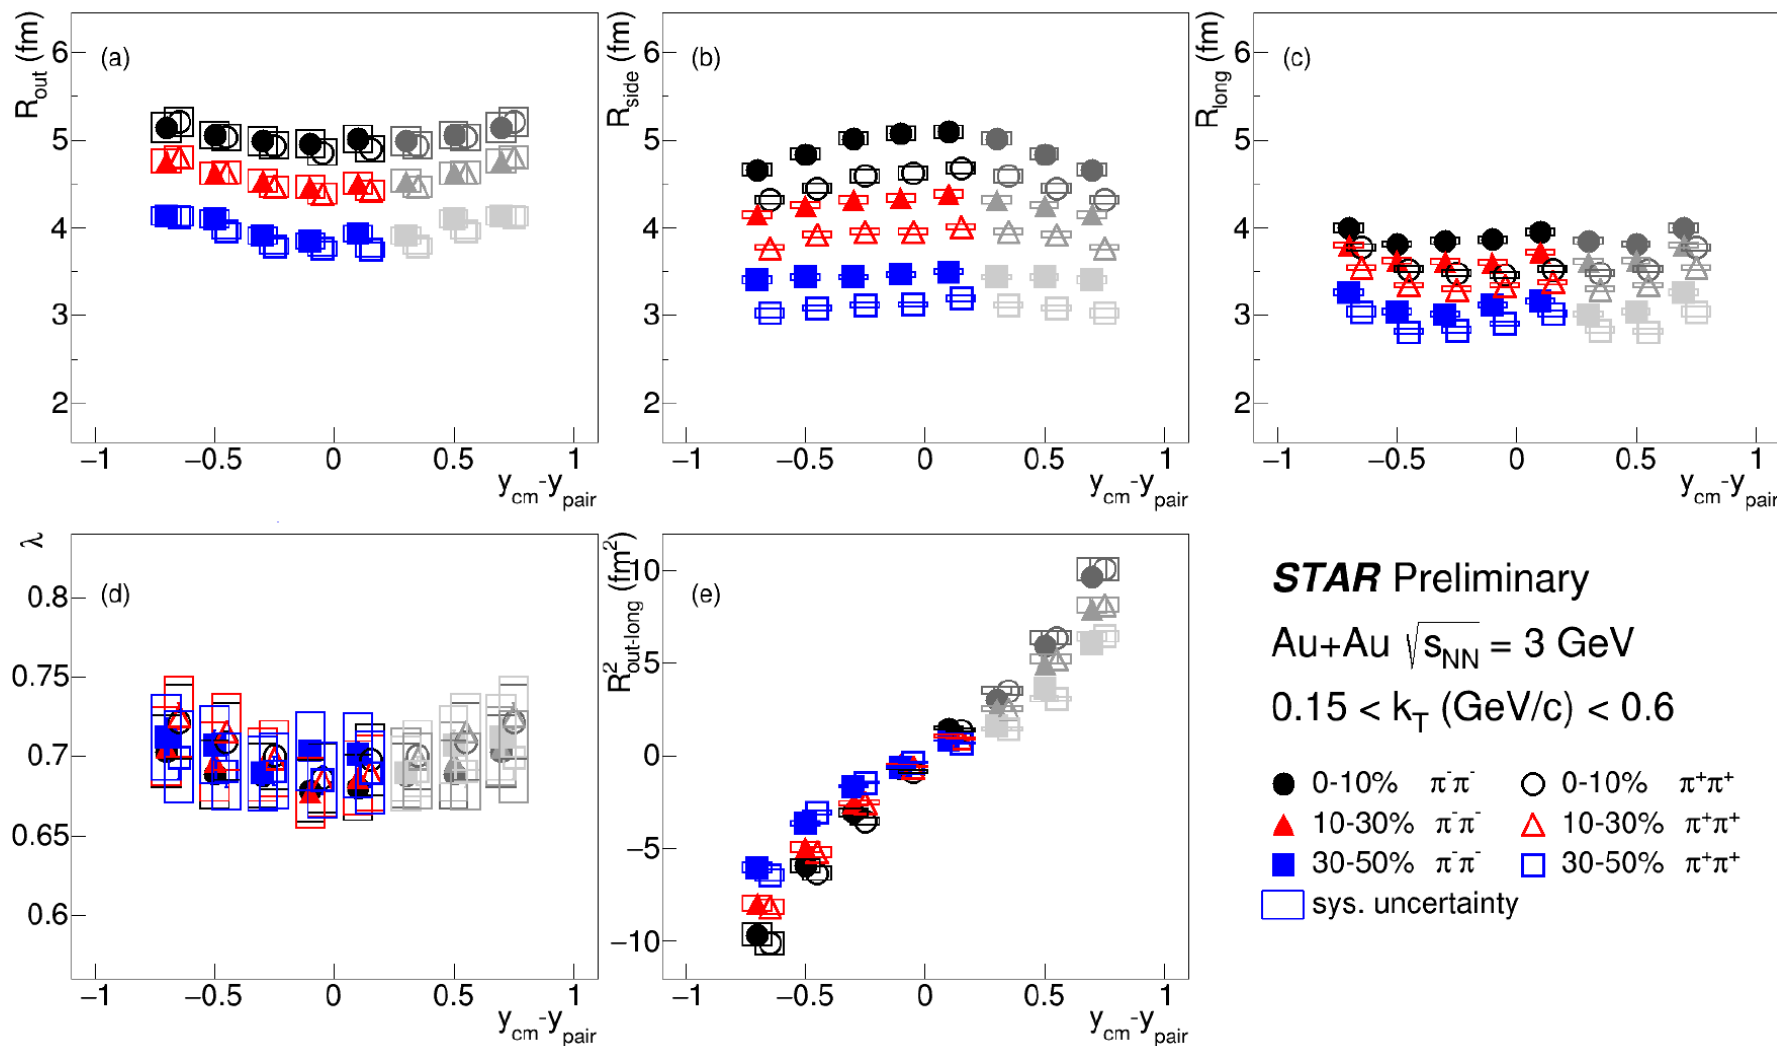 R_out (fm)
(a)
6
5
4
3
2
−1 −0.5 0 0.5 1
y_cm-y_pair
R_side (fm)
(b)
6
5
4
3
2
−1 −0.5 0 0.5 1
y_cm-y_pair
R_long (fm)
(c)
6
5
4
3
2
−1 −0.5 0 0.5 1
y_cm-y_pair
λ
(d)
0.8
0.75
0.7
0.65
0.6
−1 −0.5 0 0.5 1
y_cm-y_pair
R²_out-long (fm²)
(e)
10
5
0
−5
−10
−1 −0.5 0 0.5 1
y_cm-y_pair
STAR Preliminary
Au+Au √s_NN = 3 GeV
0.15 < k_T (GeV/c) < 0.6
0-10% π⁻π⁻ 0-10% π⁺π⁺
10-30% π⁻π⁻ 10-30% π⁺π⁺
30-50% π⁻π⁻ 30-50% π⁺π⁺
sys. uncertainty